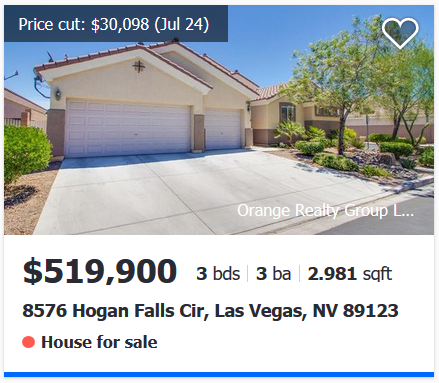 Price cut: $30,098 (Jul 24)
Orange Realty Group L...
$519,900 3 bds 3 ba 2.981 sqft
8576 Hogan Falls Cir, Las Vegas, NV 89123
House for sale